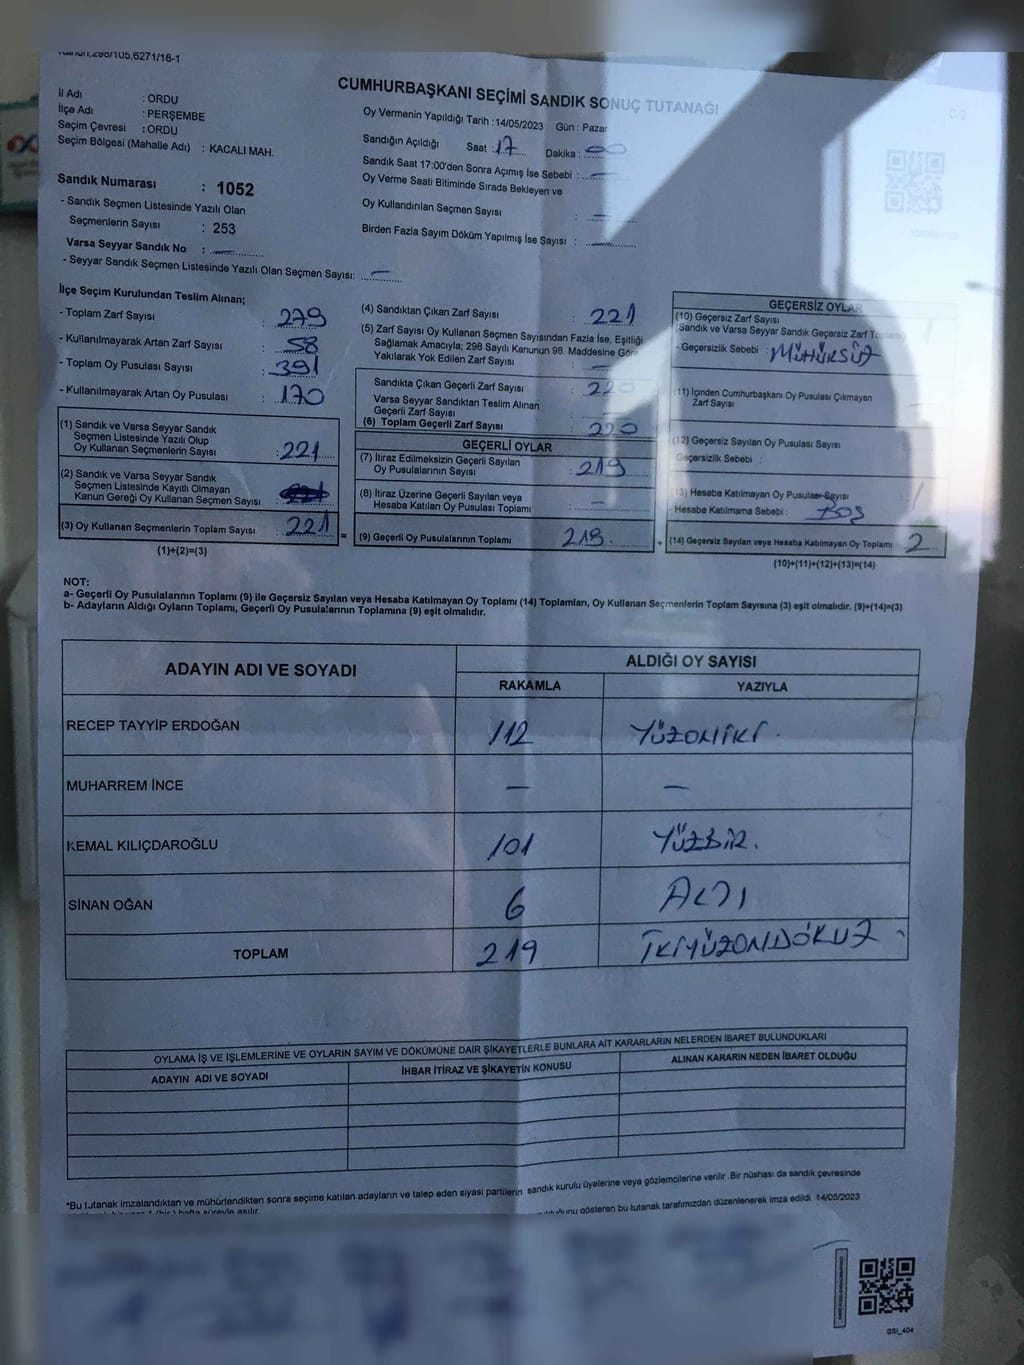 Kanun,298/105,6271/18-1
CUMHURBAŞKANI SEÇİMİ SANDIK SONUÇ TUTANAĞI
C/2
İl Adı : ORDU
İlçe Adı : PERŞEMBE
Seçim Çevresi : ORDU
Seçim Bölgesi (Mahalle Adı) : KACALI MAH.
Sandık Numarası : 1052
- Sandık Seçmen Listesinde Yazılı Olan
Seçmenlerin Sayısı : 253
Varsa Seyyar Sandık No : —
- Seyyar Sandık Seçmen Listesinde Yazılı Olan Seçmen Sayısı: —
Oy Vermenin Yapıldığı Tarih :14/05/2023 Gün : Pazar
Sandığın Açıldığı Saat : 17 Dakika : 00
Sandık Saat 17:00'den Sonra Açımış İse Sebebi : —
Oy Verme Saati Bitiminde Sırada Bekleyen ve
Oy Kullandırılan Seçmen Sayısı : —
Birden Fazla Sayım Döküm Yapılmış İse Sayısı : —
İlçe Seçim Kurulundan Teslim Alınan;
- Toplam Zarf Sayısı : 279
- Kullanılmayarak Artan Zarf Sayısı : 58
- Toplam Oy Pusulası Sayısı : 391
- Kullanılmayarak Artan Oy Pusulası : 170
(1) Sandık ve Varsa Seyyar Sandık
Seçmen Listesinde Yazılı Olup
Oy Kullanan Seçmenlerin Sayısı : 221
(2) Sandık ve Varsa Seyyar Sandık
Seçmen Listesinde Kayıtlı Olmayan
Kanun Gereği Oy Kullanan Seçmen Sayısı :
(3) Oy Kullanan Seçmenlerin Toplam Sayısı : 221
(1)+(2)=(3)
(4) Sandıktan Çıkan Zarf Sayısı : 221
(5) Zarf Sayısı Oy Kullanan Seçmen Sayısından Fazla İse, Eşitliği
Sağlamak Amacıyla; 298 Sayılı Kanunun 98. Maddesine Göre
Yakılarak Yok Edilen Zarf Sayısı : —
Sandıkta Çıkan Geçerli Zarf Sayısı : 220
Varsa Seyyar Sandıktan Teslim Alınan
Geçerli Zarf Sayısı : —
(6) Toplam Geçerli Zarf Sayısı : 220
GEÇERLİ OYLAR
(7) İtiraz Edilmeksizin Geçerli Sayılan
Oy Pusulalarının Sayısı : 219
(8) İtiraz Üzerine Geçerli Sayılan veya
Hesaba Katılan Oy Pusulası Toplamı : —
(9) Geçerli Oy Pusulalarının Toplamı : 219
GEÇERSİZ OYLAR
(10) Geçersiz Zarf Sayısı
Sandık ve Varsa Seyyar Sandık Geçersiz Zarf Toplamı 1
- Geçersizlik Sebebi : MÜHÜRSÜZ
(11) İçinden Cumhurbaşkanı Oy Pusulası Çıkmayan
Zarf Sayısı
(12) Geçersiz Sayılan Oy Pusulası Sayısı
Geçersizlik Sebebi :
(13) Hesaba Katılmayan Oy Pusulası Sayısı 1
- Hesaba Katılmama Sebebi : BOŞ
(14) Geçersiz Sayılan veya Hesaba Katılmayan Oy Toplamı 2
(10)+(11)+(12)+(13)=(14)
NOT:
a- Geçerli Oy Pusulalarının Toplamı (9) ile Geçersiz Sayılan veya Hesaba Katılmayan Oy Toplamı (14) Toplamları, Oy Kullanan Seçmenlerin Toplam Sayısına (3) eşit olmalıdır. (9)+(14)=(3)
b- Adayların Aldığı Oyların Toplamı, Geçerli Oy Pusulalarının Toplamına (9) eşit olmalıdır.
ADAYIN ADI VE SOYADI ALDIĞI OY SAYISI
RAKAMLA YAZIYLA
RECEP TAYYİP ERDOĞAN 112 YÜZONİKİ.
MUHARREM İNCE — —
KEMAL KILIÇDAROĞLU 101 YÜZBİR.
SİNAN OĞAN 6 ALTI
TOPLAM 219 İKİYÜZONDOKUZ
OYLAMA İŞ VE İŞLEMLERİNE VE OYLARIN SAYIM VE DÖKÜMÜNE DAİR ŞİKAYETLERLE BUNLARA AİT KARARLARIN NELERDEN İBARET BULUNDUKLARI
ADAYIN ADI VE SOYADI İHBAR İTİRAZ VE ŞİKAYETİN KONUSU ALINAN KARARIN NEDEN İBARET OLDUĞU
*Bu tutanak imzalandıktan ve mühürlendikten sonra seçime katılan adayların ve talep eden siyasi partilerin sandık kurulu üyelerine veya gözlemcilerine verilir .Bir nüshası da sandık çevresinde
hafta süreyle asılır. gösteren bu tutanak tarafımızdan düzenlenerek imza edildi. 14/05/2023
SSI_404